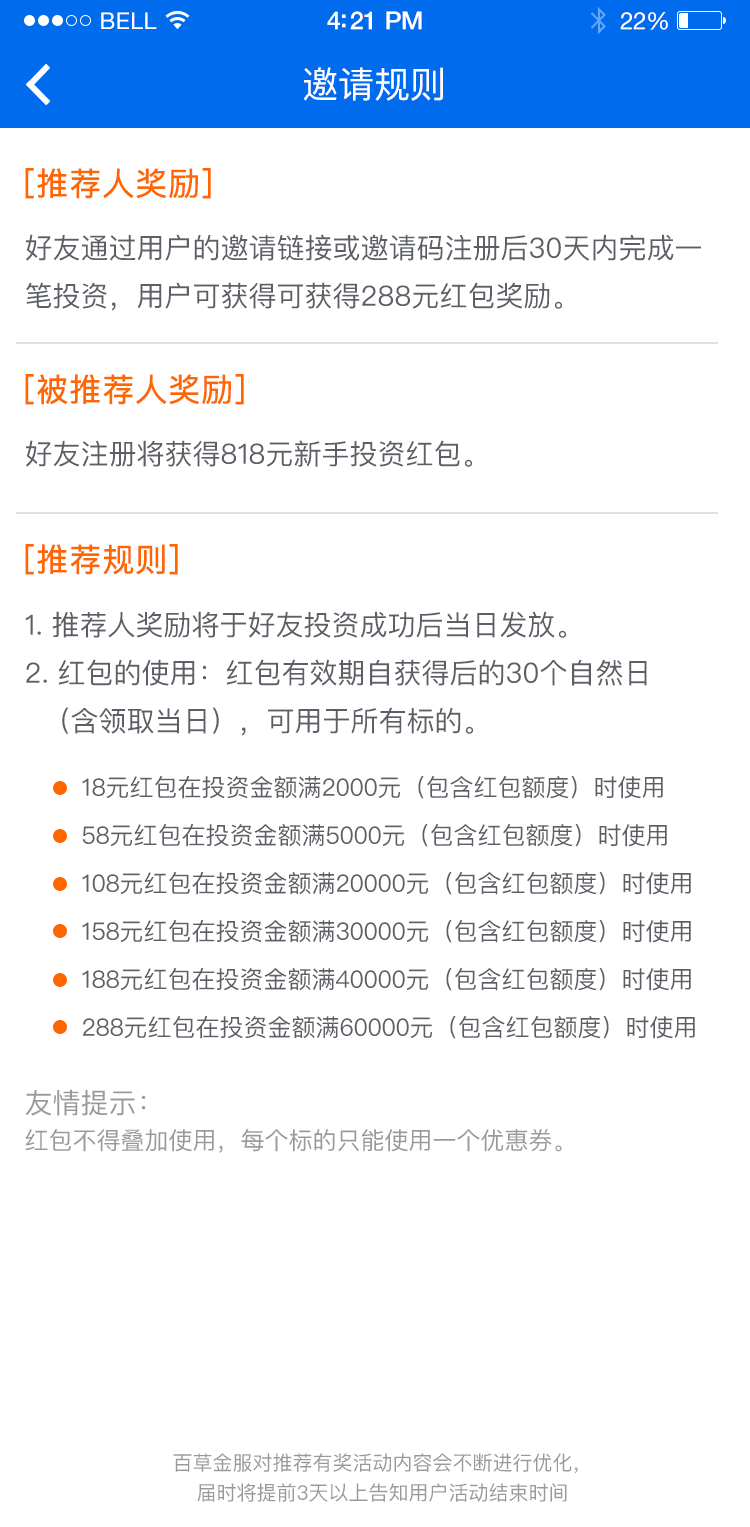 BELL 4:21 PM 22%
邀请规则
[推荐人奖励]
好友通过用户的邀请链接或邀请码注册后30天内完成一
笔投资，用户可获得可获得288元红包奖励。
[被推荐人奖励]
好友注册将获得818元新手投资红包。
[推荐规则]
1. 推荐人奖励将于好友投资成功后当日发放。
2. 红包的使用：红包有效期自获得后的30个自然日
（含领取当日），可用于所有标的。
18元红包在投资金额满2000元（包含红包额度）时使用
58元红包在投资金额满5000元（包含红包额度）时使用
108元红包在投资金额满20000元（包含红包额度）时使用
158元红包在投资金额满30000元（包含红包额度）时使用
188元红包在投资金额满40000元（包含红包额度）时使用
288元红包在投资金额满60000元（包含红包额度）时使用
友情提示：
红包不得叠加使用，每个标的只能使用一个优惠券。
百草金服对推荐有奖活动内容会不断进行优化，
届时将提前3天以上告知用户活动结束时间